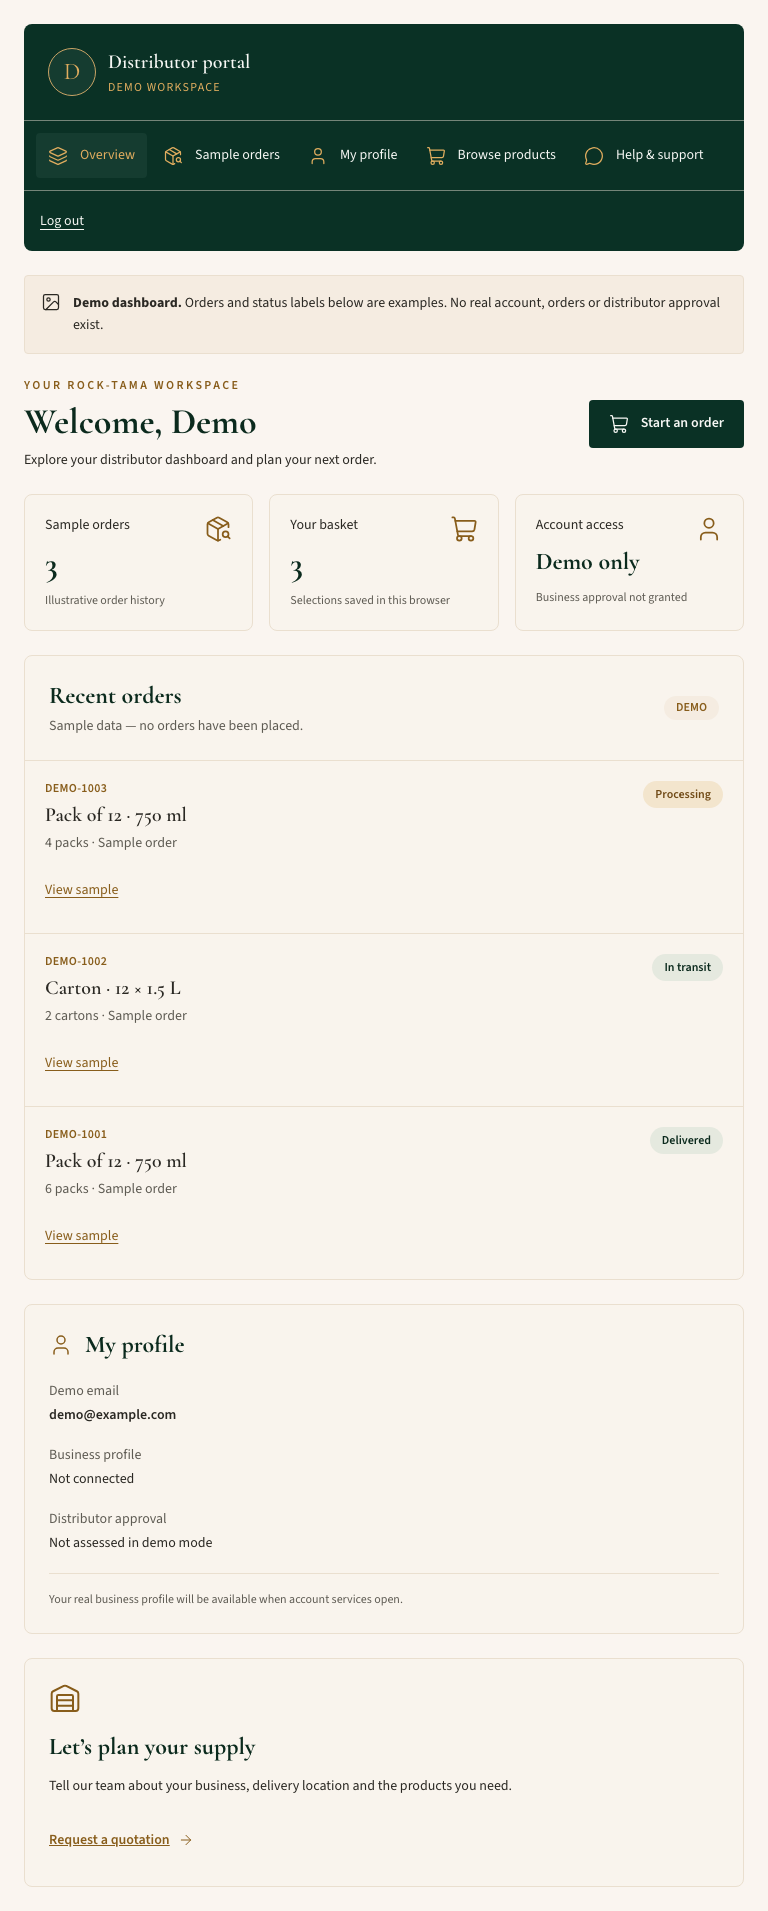 D
Distributor portal
DEMO WORKSPACE
Overview
Sample orders
My profile
Browse products
Help & support
Log out
Demo dashboard. Orders and status labels below are examples. No real account, orders or distributor approval
exist.
YOUR ROCK-TAMA WORKSPACE
Welcome, Demo
Start an order
Explore your distributor dashboard and plan your next order.
Sample orders
3
Illustrative order history
Your basket
3
Selections saved in this browser
Account access
Demo only
Business approval not granted
Recent orders
Sample data — no orders have been placed.
DEMO
DEMO-1003
Processing
Pack of 12 · 750 ml
4 packs · Sample order
View sample
DEMO-1002
In transit
Carton · 12 × 1.5 L
2 cartons · Sample order
View sample
DEMO-1001
Delivered
Pack of 12 · 750 ml
6 packs · Sample order
View sample
My profile
Demo email
demo@example.com
Business profile
Not connected
Distributor approval
Not assessed in demo mode
Your real business profile will be available when account services open.
Let’s plan your supply
Tell our team about your business, delivery location and the products you need.
Request a quotation